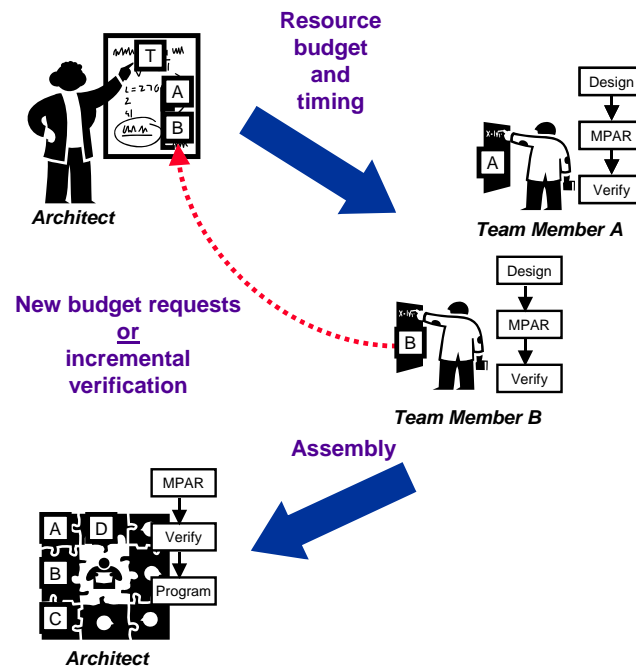 Resource
budget
and
timing
T
A
B
Architect
Design
MPAR
Verify
A
Team Member A
New budget requests
or
incremental
verification
Design
MPAR
Verify
B
Team Member B
Assembly
MPAR
Verify
Program
A
D
B
C
Architect